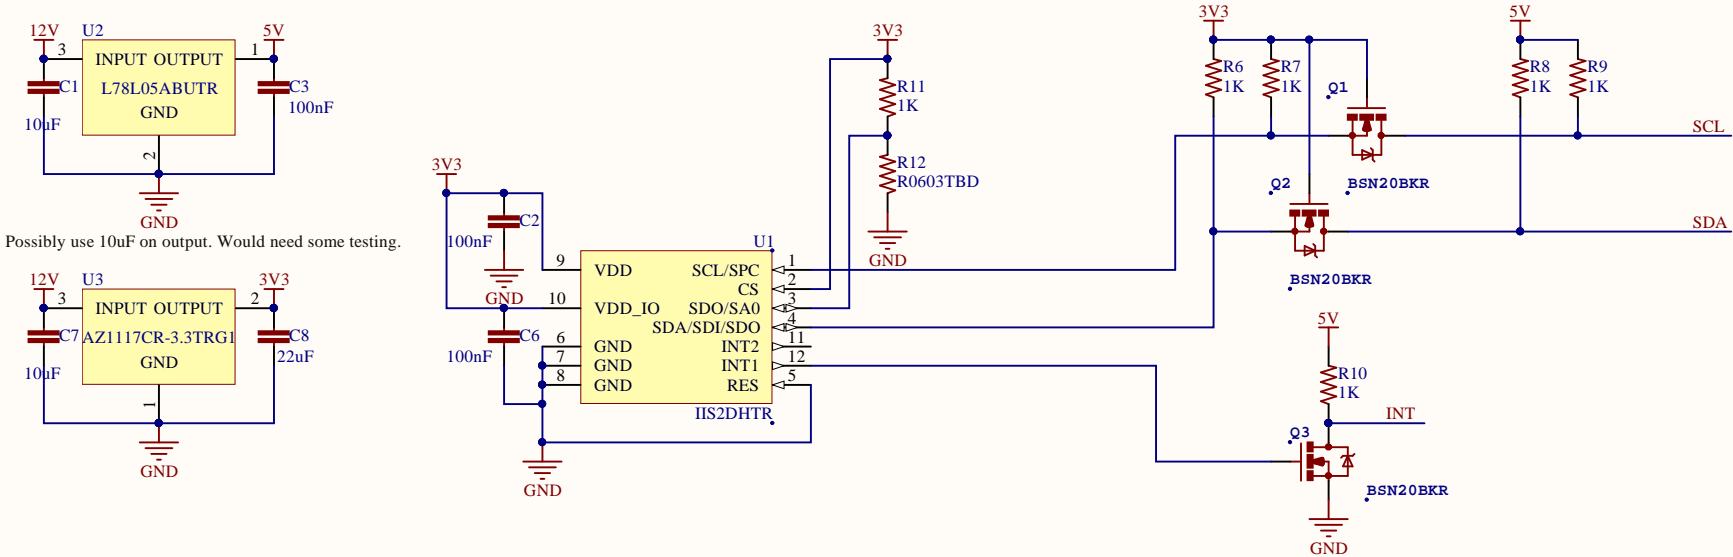 12V
U2
5V
3
INPUT OUTPUT
1
C1
L78L05ABUTR
C3
10uF
GND
100nF
2
GND
Possibly use 10uF on output. Would need some testing.
12V
U3
3V3
3
INPUT OUTPUT
2
C7
AZ1117CR-3.3TRG1
C8
10uF
GND
22uF
1
GND
3V3
C2
100nF
GND
C6
100nF
U1
9
VDD
SCL/SPC
1
CS
2
10
VDD_IO
SDO/SA0
3
SDA/SDI/SDO
4
6
GND
INT2
11
7
GND
INT1
12
8
GND
RES
5
IIS2DHTR
GND
3V3
R11
1K
R12
R0603TBD
GND
3V3
R6
1K
R7
1K
Q1
BSN20BKR
5V
R8
1K
R9
1K
SCL
Q2
BSN20BKR
SDA
5V
R10
1K
INT
Q3
BSN20BKR
GND